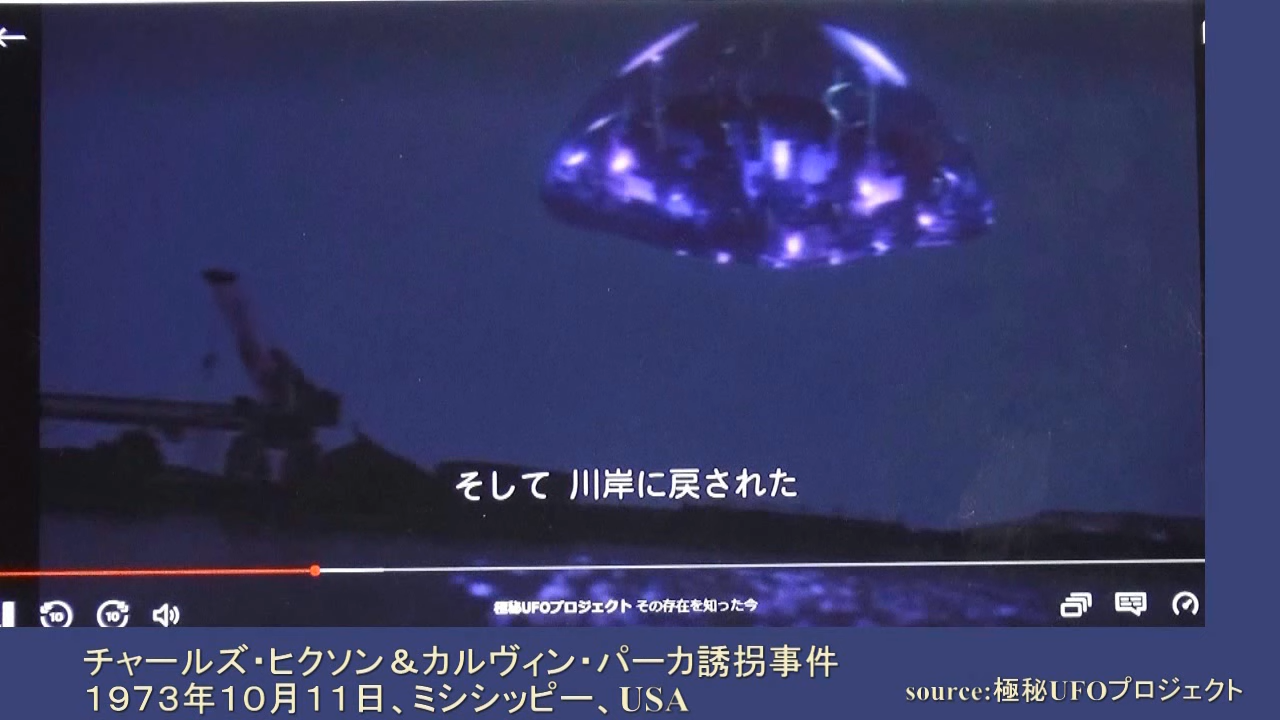 そして 川岸に戻された
10 10
極秘UFOプロジェクト その存在を知った今
チャールズ・ヒクソン＆カルヴィン・パーカ誘拐事件
１９７３年１０月１１日、ミシシッピー、USA
source:極秘UFOプロジェクト